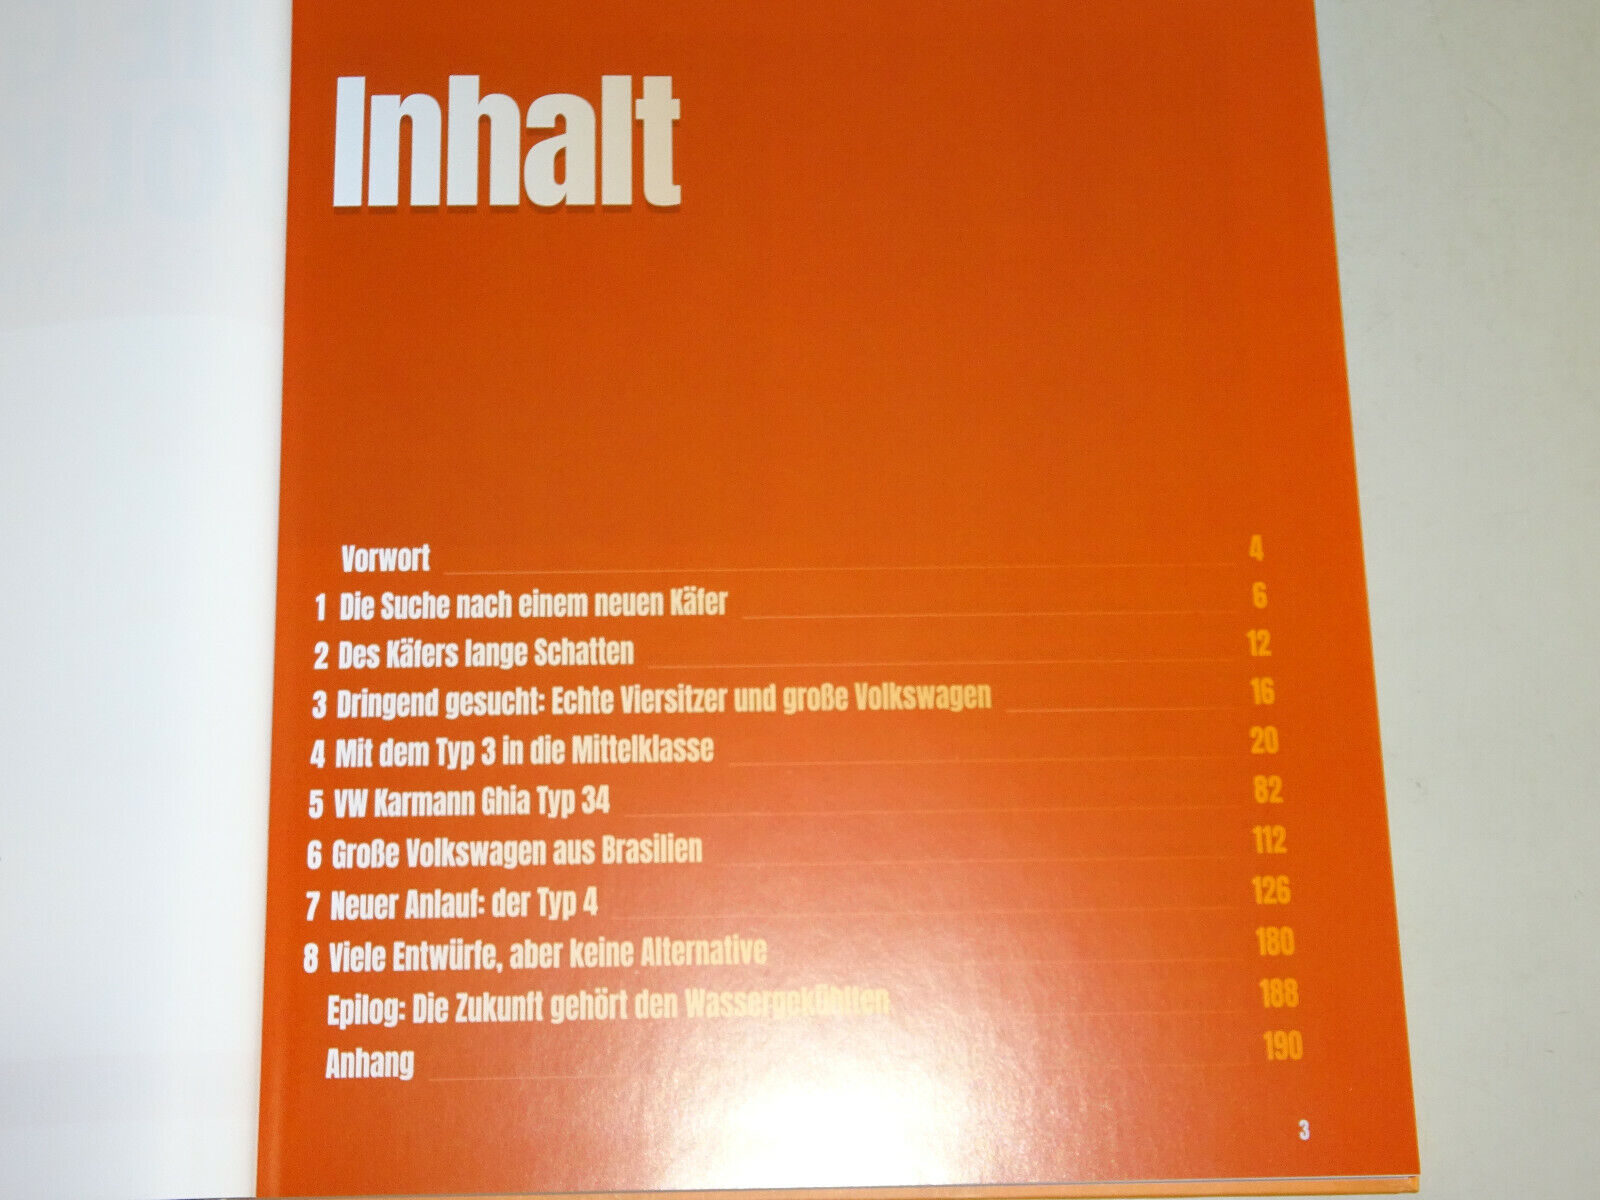 Inhalt
Vorwort 4
1 Die Suche nach einem neuen Käfer 6
2 Des Käfers lange Schatten 12
3 Dringend gesucht: Echte Viersitzer und große Volkswagen 16
4 Mit dem Typ 3 in die Mittelklasse 20
5 VW Karmann Ghia Typ 34 82
6 Große Volkswagen aus Brasilien 112
7 Neuer Anlauf: der Typ 4 126
8 Viele Entwürfe, aber keine Alternative 180
Epilog: Die Zukunft gehört den Wassergekühlten 188
Anhang 190
3